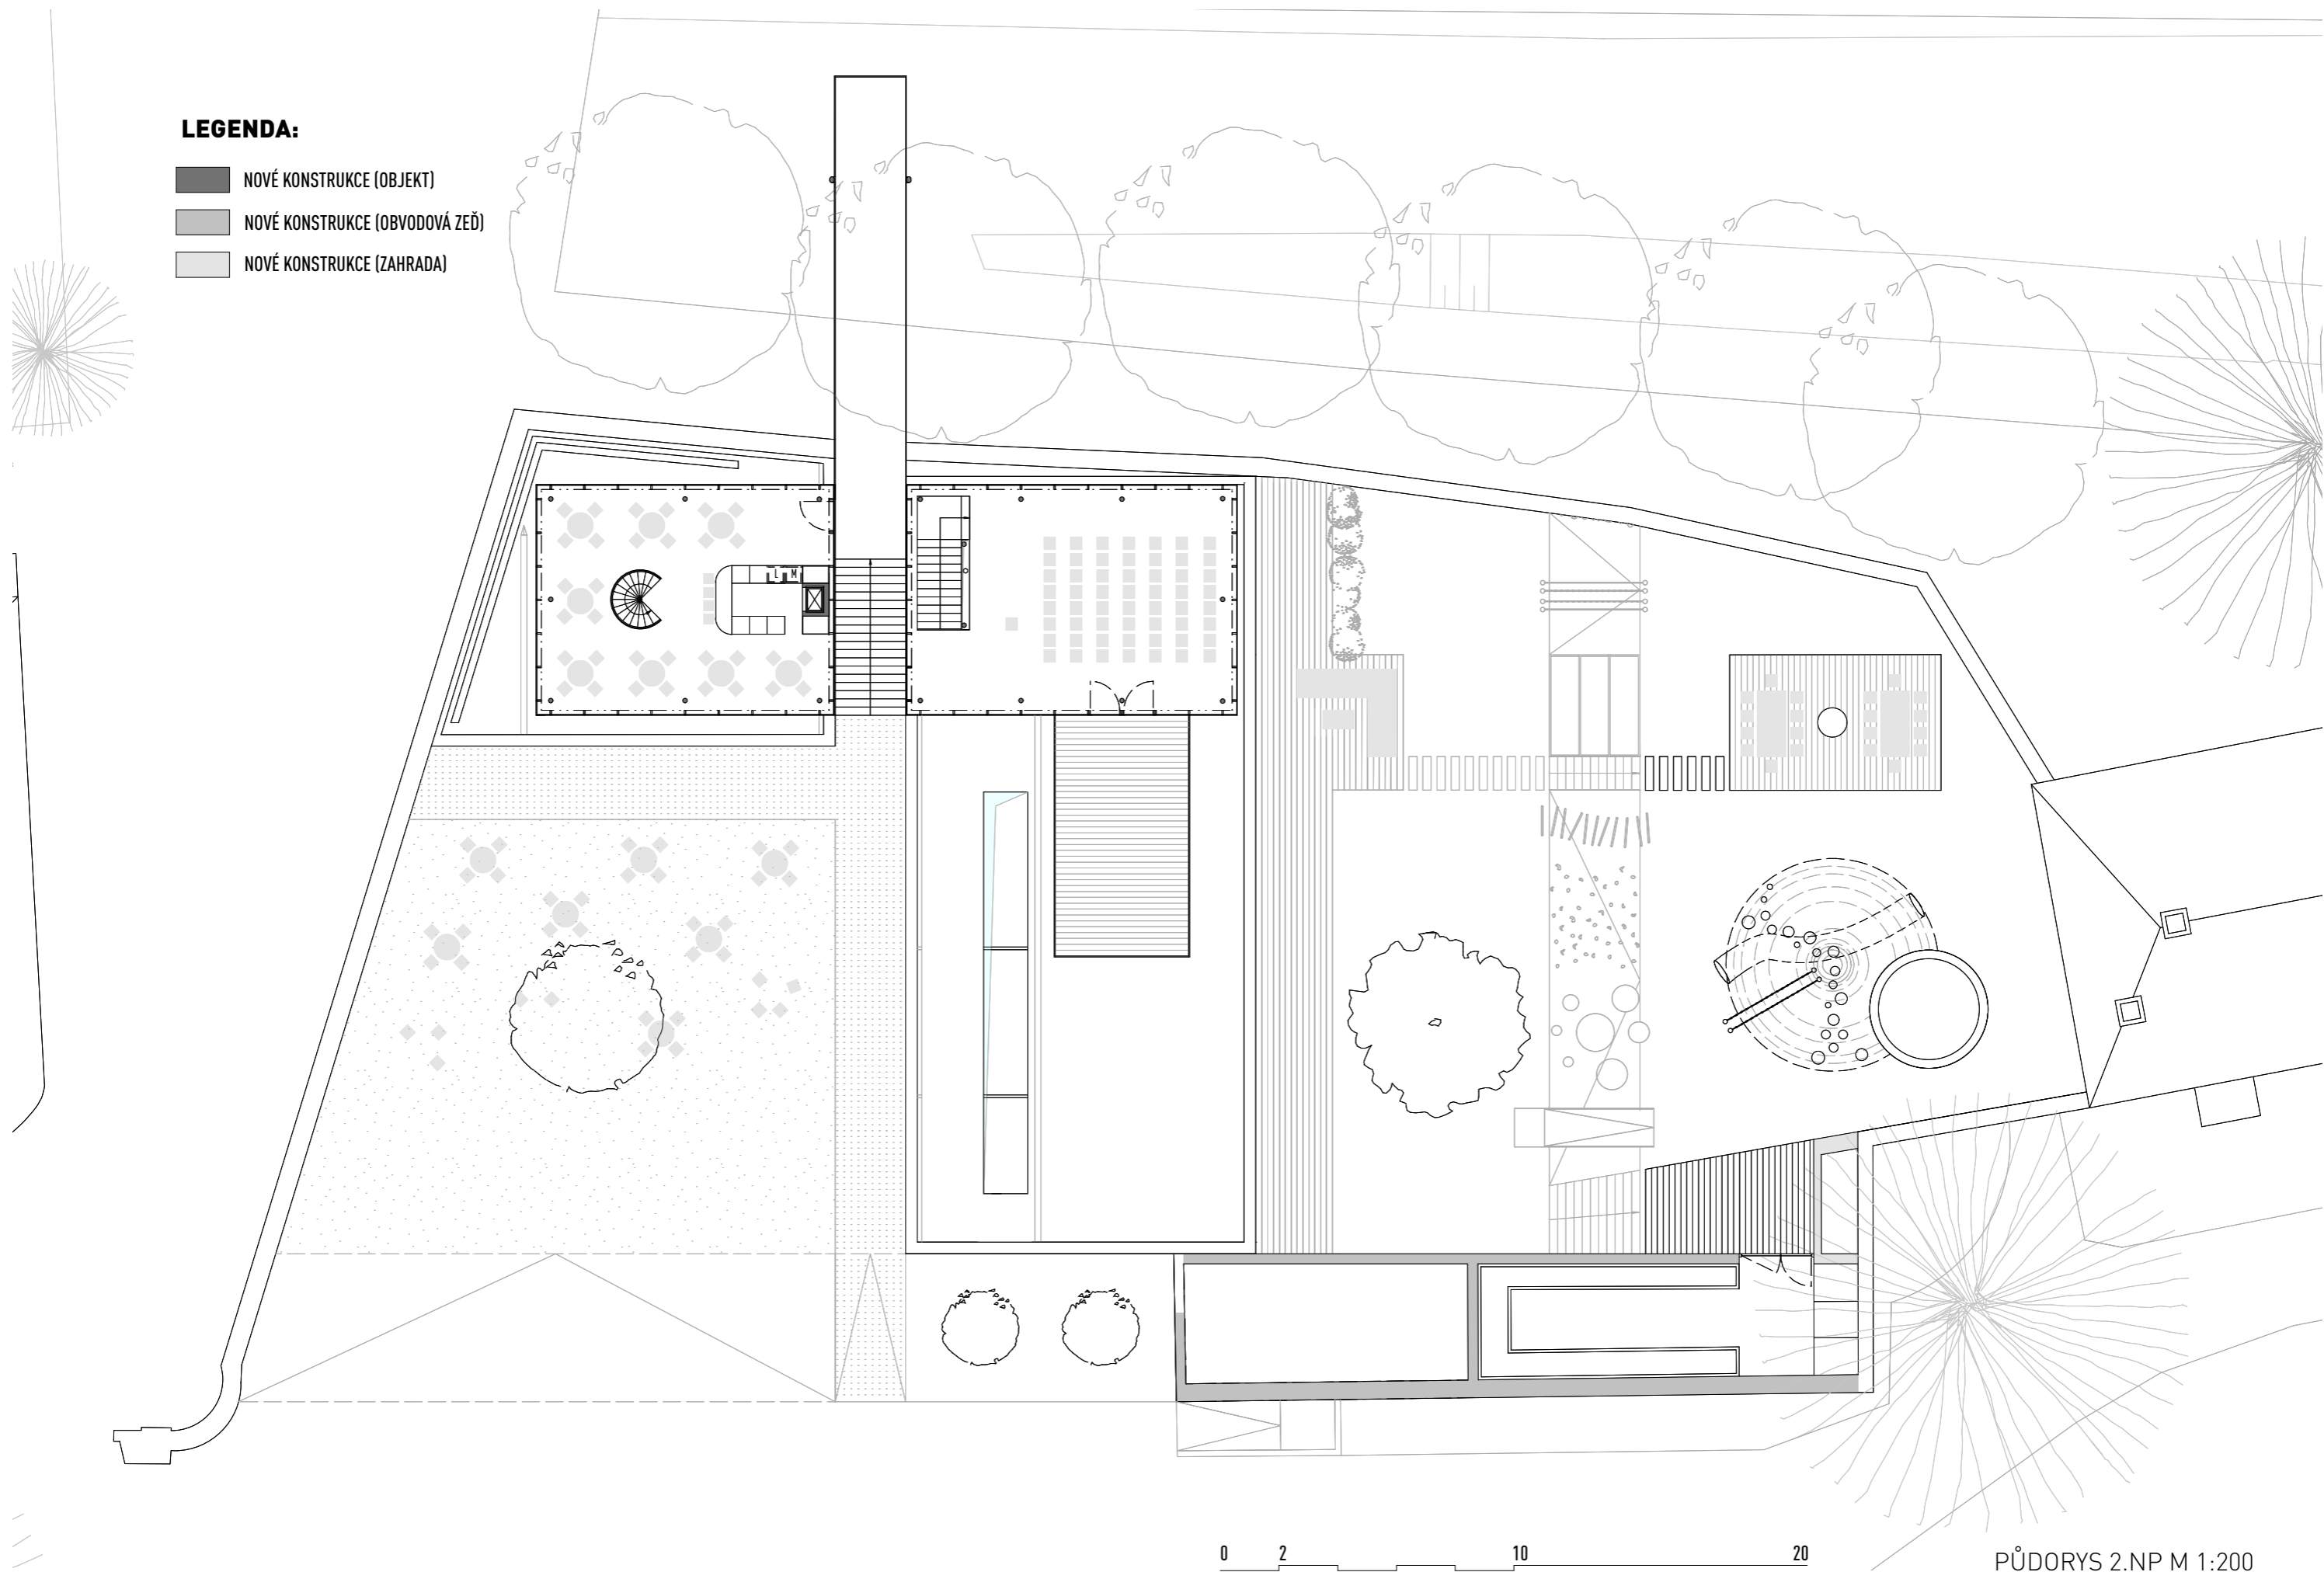 LEGENDA:
NOVÉ KONSTRUKCE (OBJEKT)
NOVÉ KONSTRUKCE (OBVODOVÁ ZEĎ)
NOVÉ KONSTRUKCE (ZAHRADA)
L M
0 2 10 20
PŮDORYS 2.NP M 1:200